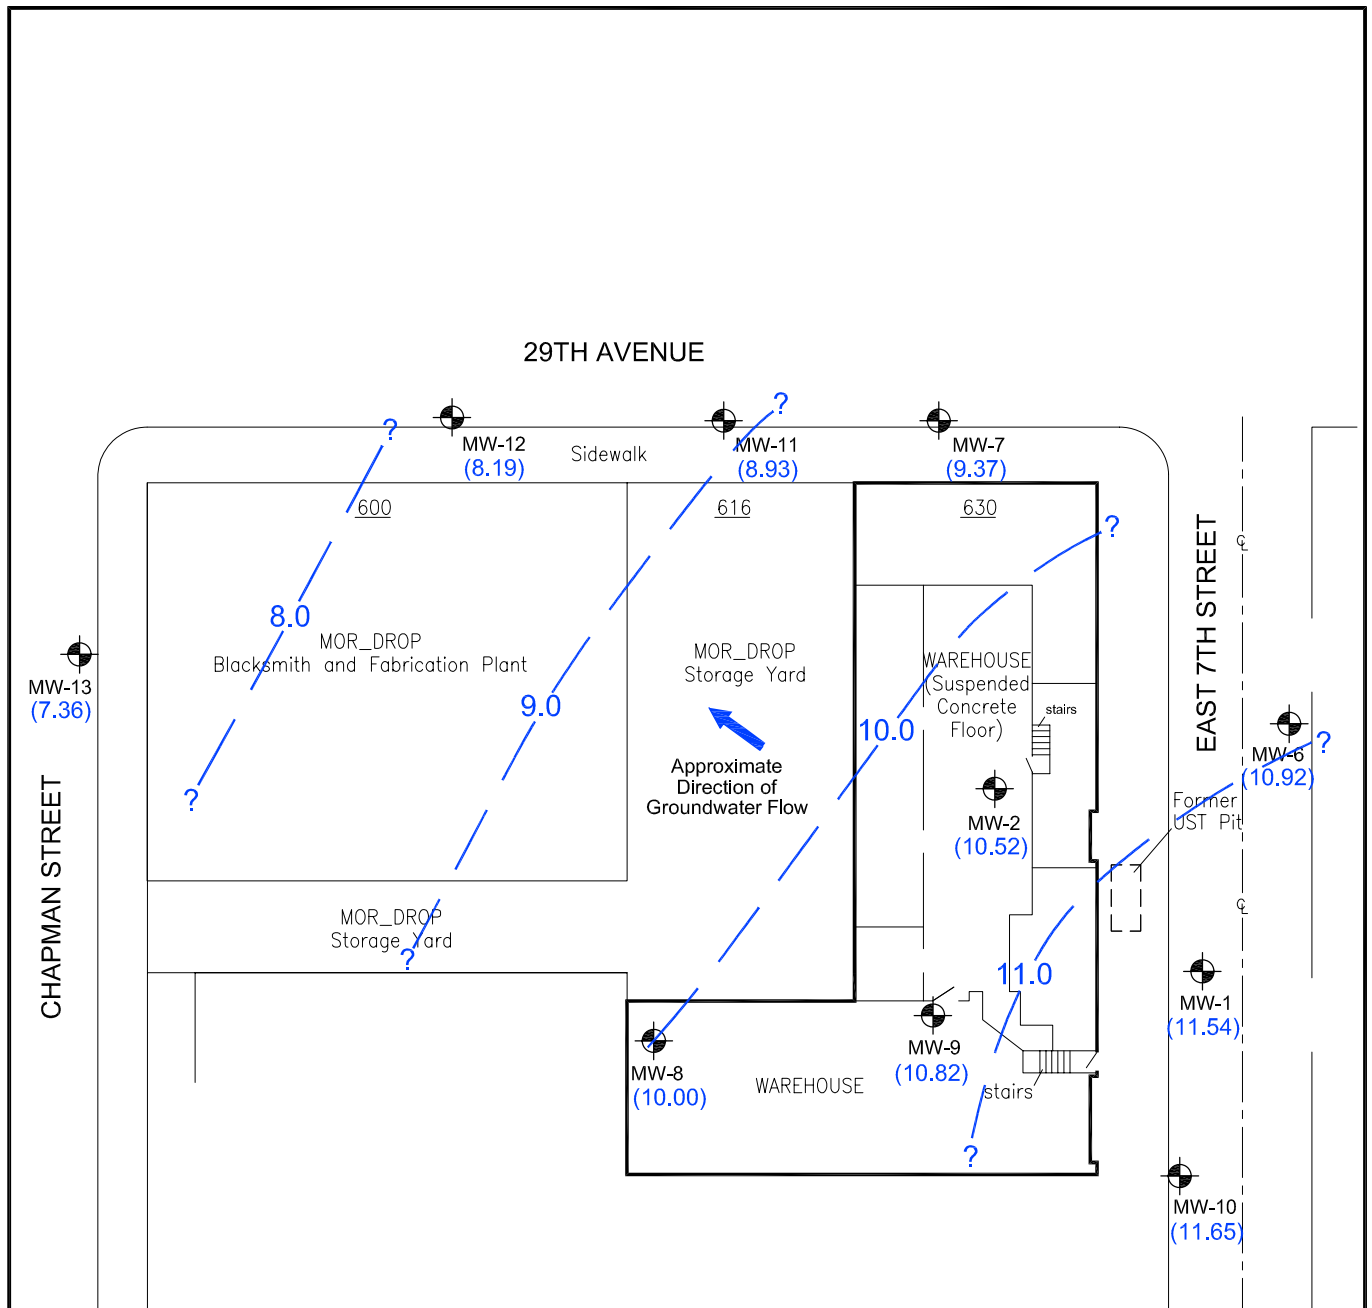 29TH AVENUE
?
?
MW-12
(8.19)
Sidewalk
MW-11
(8.93)
MW-7
(9.37)
600
616
630
?
EAST 7TH STREET
℄
8.0
MOR_DROP
Blacksmith and Fabrication Plant
MOR_DROP
Storage Yard
WAREHOUSE
(Suspended
Concrete
Floor)
stairs
MW-13
(7.36)
9.0
10.0
MW-6
(10.92)
?
Approximate
Direction of
Groundwater Flow
?
Former
UST Pit
MW-2
(10.52)
CHAPMAN STREET
℄
MOR_DROP
Storage Yard
?
11.0
MW-1
(11.54)
MW-9
(10.82)
MW-8
(10.00)
WAREHOUSE
stairs
?
MW-10
(11.65)